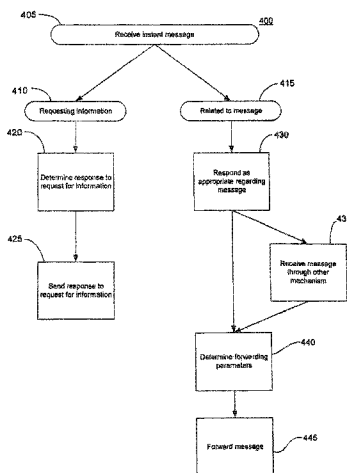 405
400
Receive instant message
410
415
Requesting information
Related to message
420
430
Determine response to
request for information
Respond as
appropriate regarding
message
43
425
Receive message
through other
mechanism
Send response to
request for information
440
Determine forwarding
parameters
Forward message
445